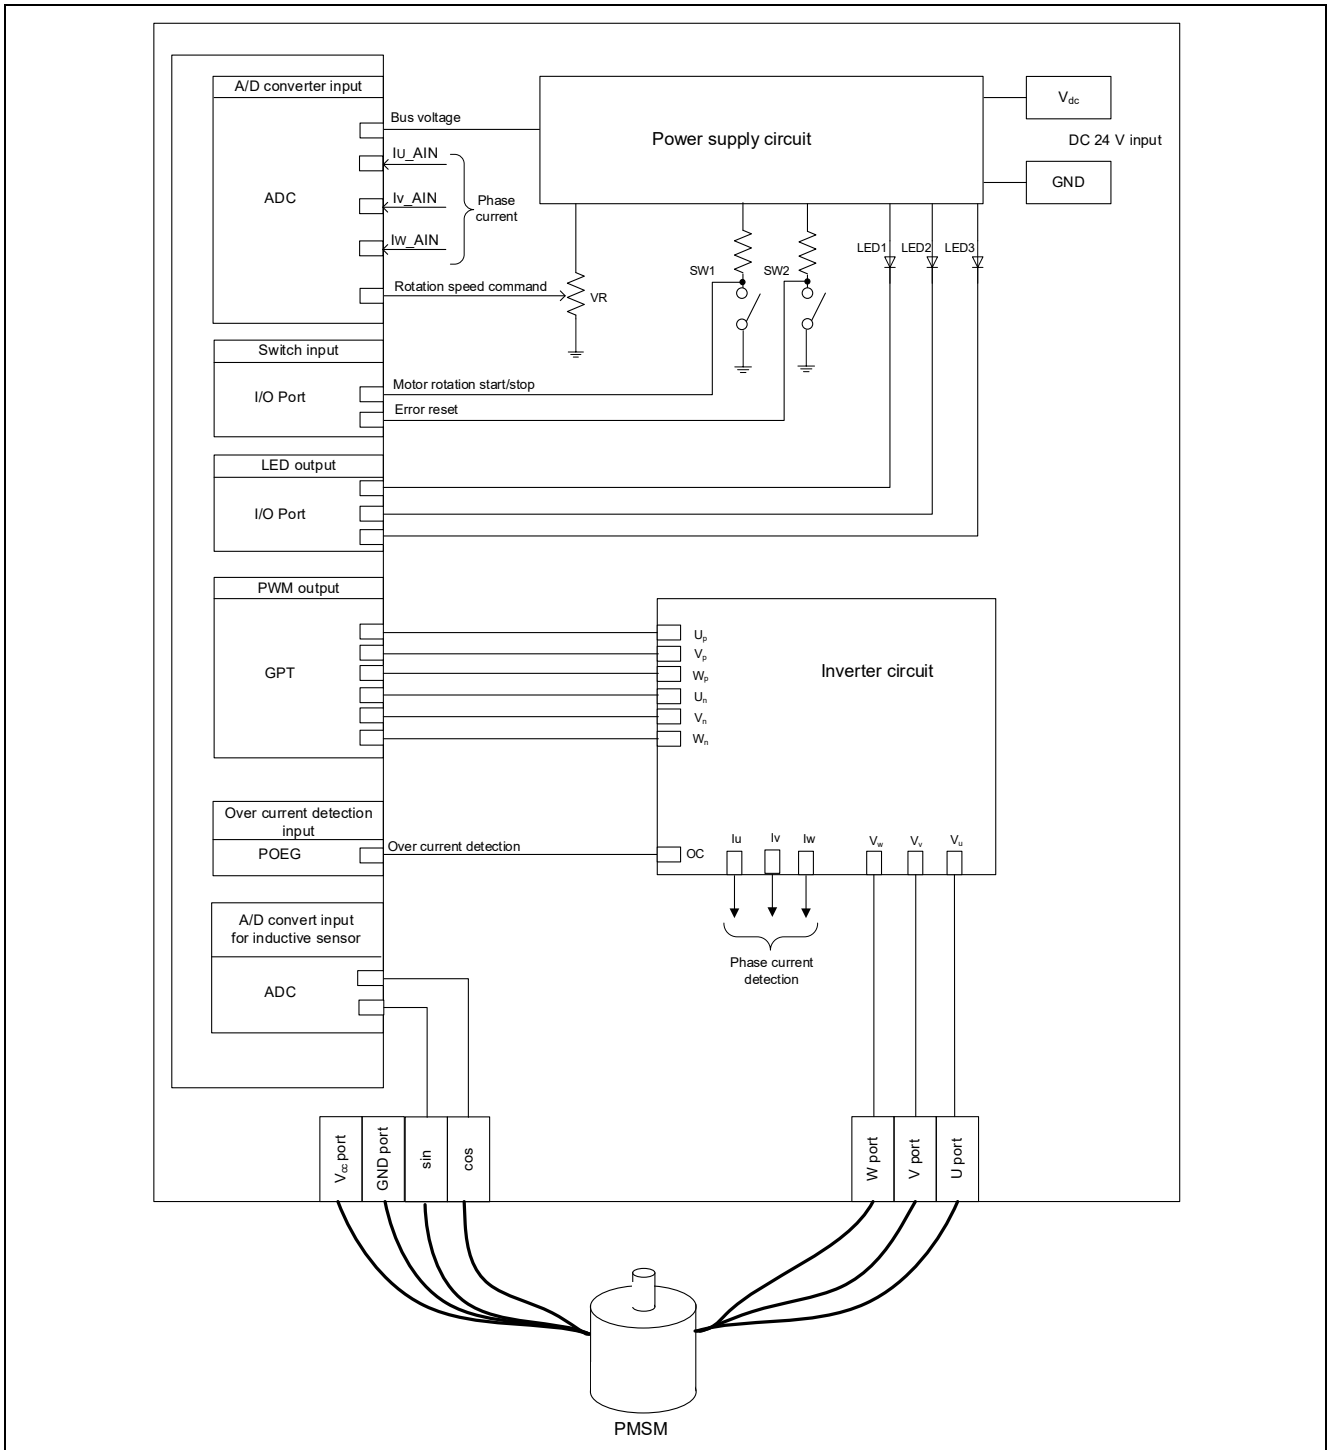 A/D converter input
ADC
Bus voltage
IU_AIN
Iv_AIN
IW_AIN
Phase
current
Rotation speed command
VR
Power supply circuit
Vdc
DC 24 V input
GND
SW1
SW2
LED1
LED2
LED3
Switch input
I/O Port
Motor rotation start/stop
Error reset
LED output
I/O Port
PWM output
GPT
Up
Vp
Wp
Un
Vn
Wn
Inverter circuit
Over current detection
input
POEG
Over current detection
OC
Iu
Iv
Iw
Vw
Vv
Vu
Phase current
detection
A/D convert input
for inductive sensor
ADC
Vcc port
GND port
sin
cos
W port
V port
U port
PMSM